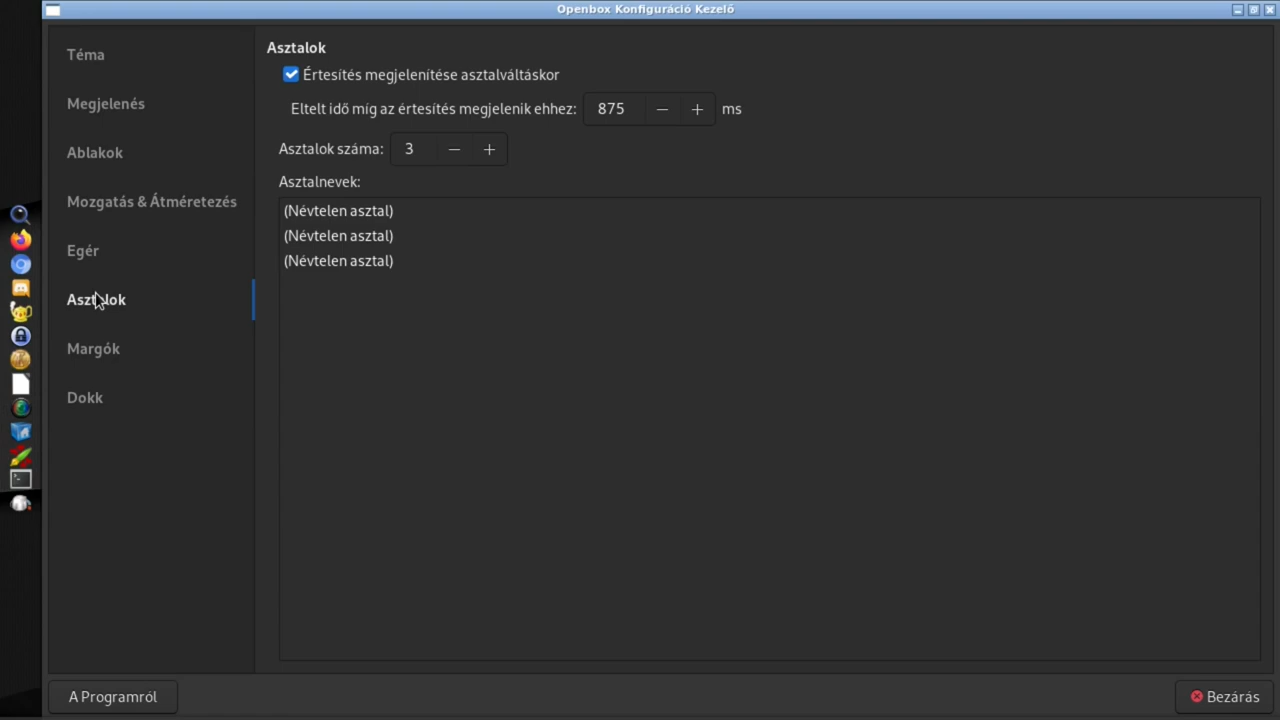 Openbox Konfiguráció Kezelő
Téma
Megjelenés
Ablakok
Mozgatás & Átméretezés
Egér
Asztalok
Margók
Dokk
Asztalok
Értesítés megjelenítése asztalváltáskor
Eltelt idő míg az értesítés megjelenik ehhez: 875 — + ms
Asztalok száma: 3 — +
Asztalnevek:
(Névtelen asztal)
(Névtelen asztal)
(Névtelen asztal)
A Programról
Bezárás